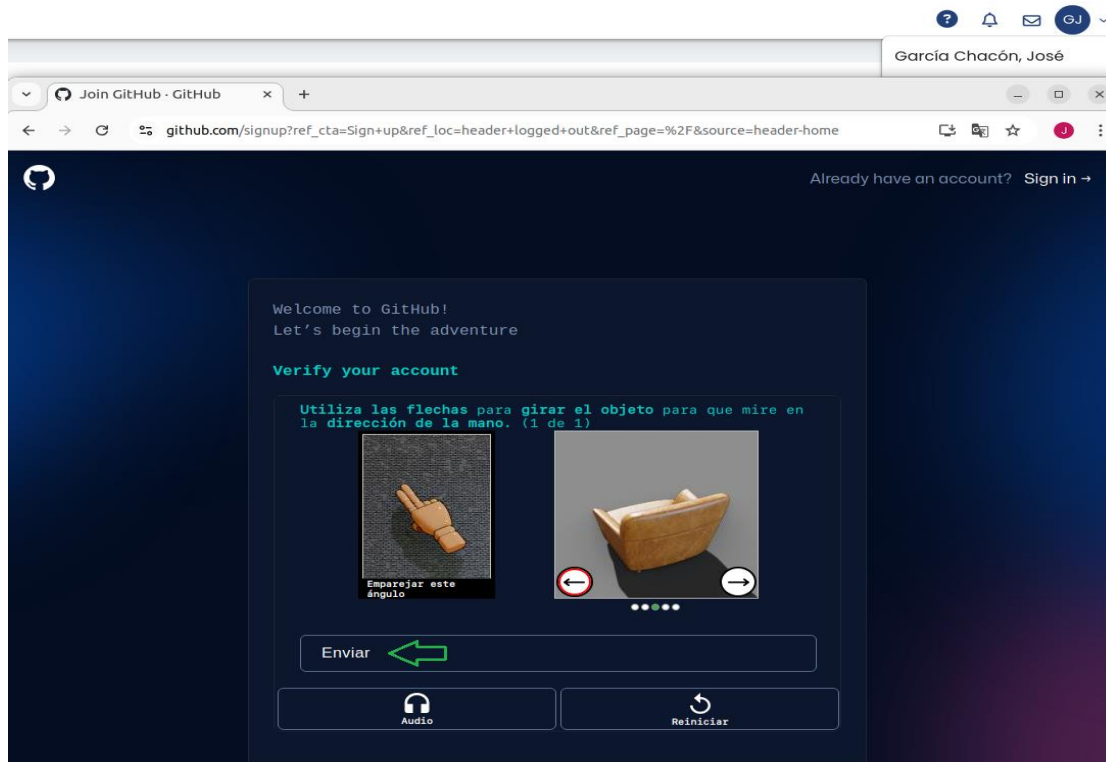 GJ
García Chacón, José
Join GitHub · GitHub
github.com/signup?ref_cta=Sign+up&ref_loc=header+logged+out&ref_page=%2F&source=header-home
J
Already have an account? Sign in →
Welcome to GitHub!
Let's begin the adventure
Verify your account
Utiliza las flechas para girar el objeto para que mire en
la dirección de la mano. (1 de 1)
Emparejar este
ángulo
Enviar
Audio
Reiniciar